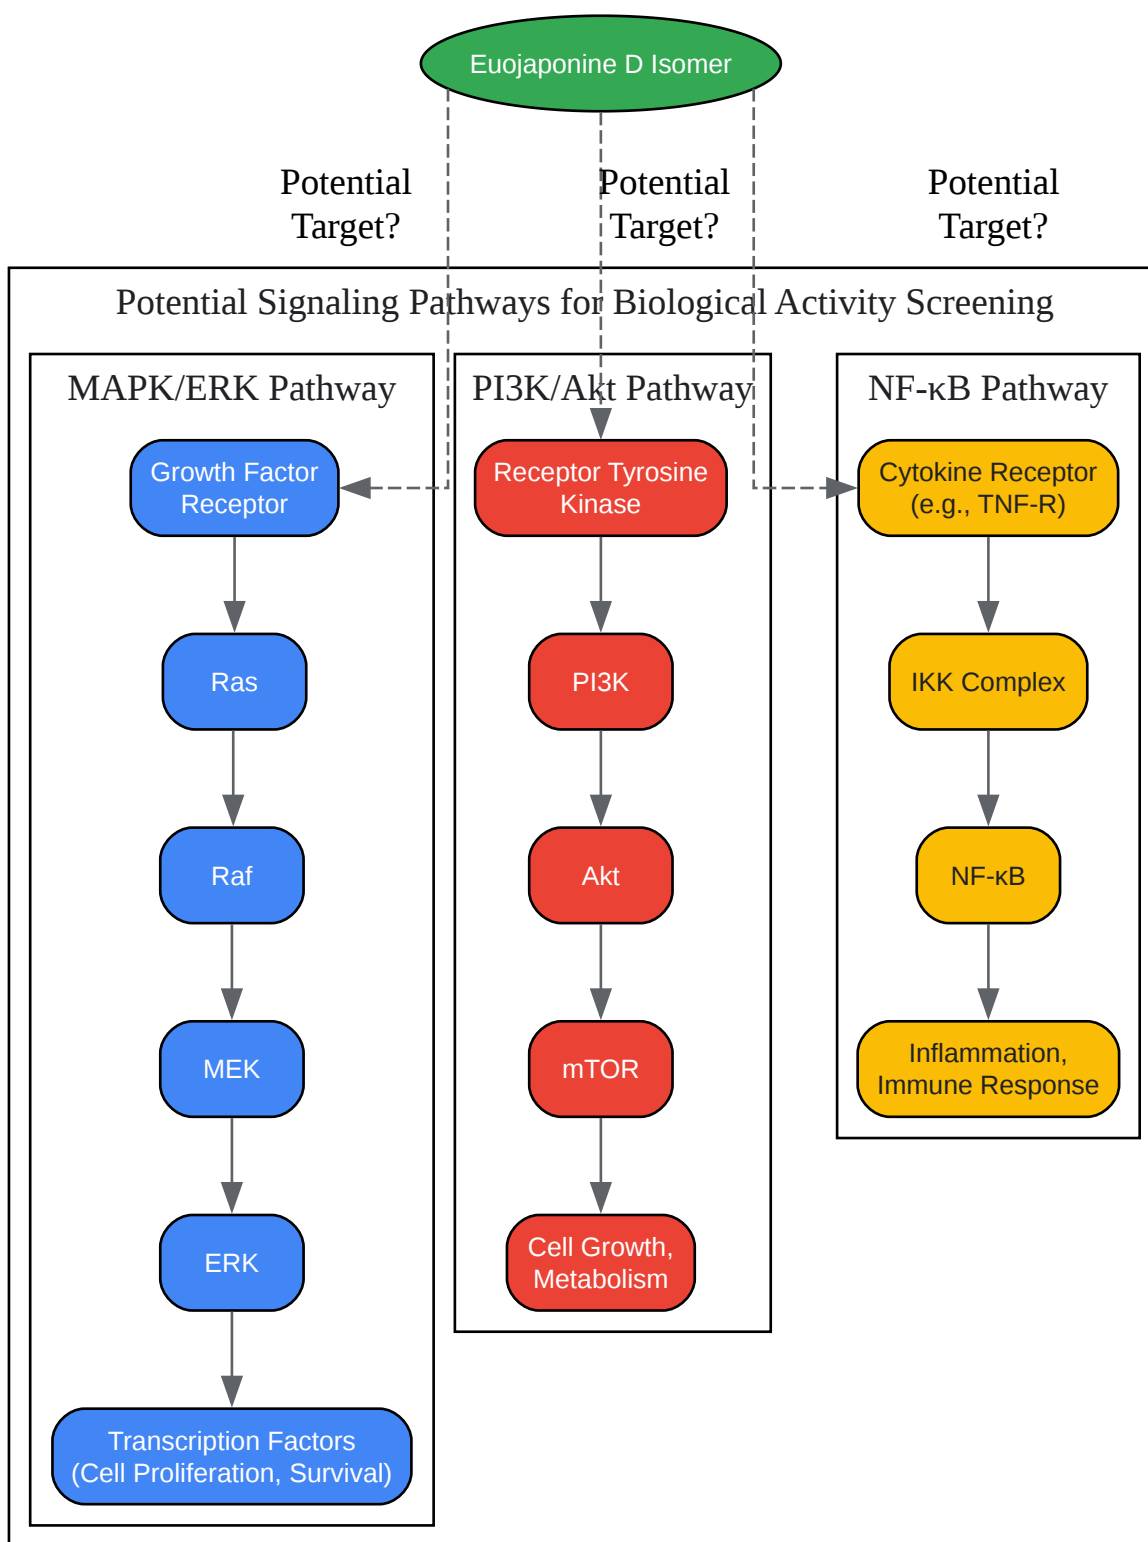 Euojaponine D Isomer
Potential
Target?
Potential
Target?
Potential
Target?
Potential Signaling Pathways for Biological Activity Screening
MAPK/ERK Pathway
Growth Factor
Receptor
Ras
Raf
MEK
ERK
Transcription Factors
(Cell Proliferation, Survival)
PI3K/Akt Pathway
Receptor Tyrosine
Kinase
PI3K
Akt
mTOR
Cell Growth,
Metabolism
NF-κB Pathway
Cytokine Receptor
(e.g., TNF-R)
IKK Complex
NF-κB
Inflammation,
Immune Response